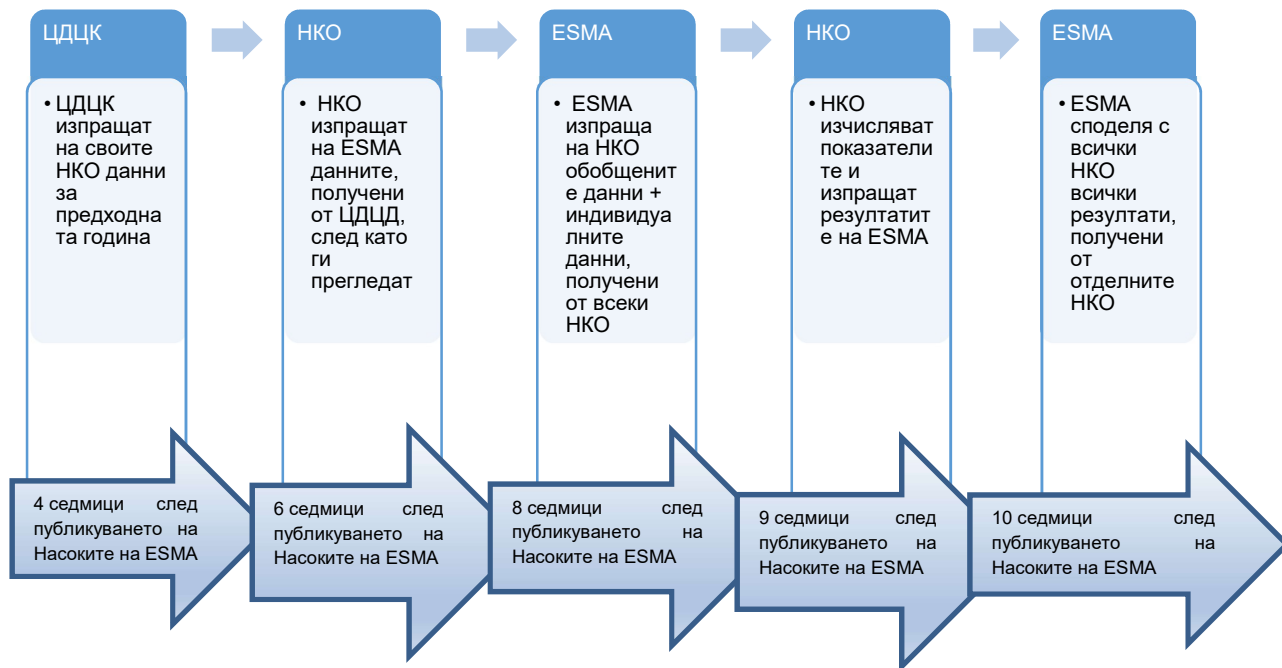 ЦДЦК
НКО
ESMA
НКО
ESMA
• ЦДЦК
изпращат
на своите
НКО данни
за
предходна
та година
• НКО
изпращат
на ESMA
данните,
получени
от ЦДЦД,
след като
ги
прегледат
• ESMA
изпраща
на НКО
обобщенит
е данни +
индивидуа
лните
данни,
получени
от всеки
НКО
• НКО
изчисляват
показатели
те и
изпращат
резултатит
е на ESMA
• ESMA
споделя с
всички
НКО
всички
резултати,
получени
от
отделните
НКО
4 седмици след
публикуването на
Насоките на ESMA
6 седмици след
публикуването на
Насоките на ESMA
8 седмици след
публикуването на
Насоките на ESMA
9 седмици след
публикуването на
Насоките на ESMA
10 седмици след
публикуването на
Насоките на ESMA